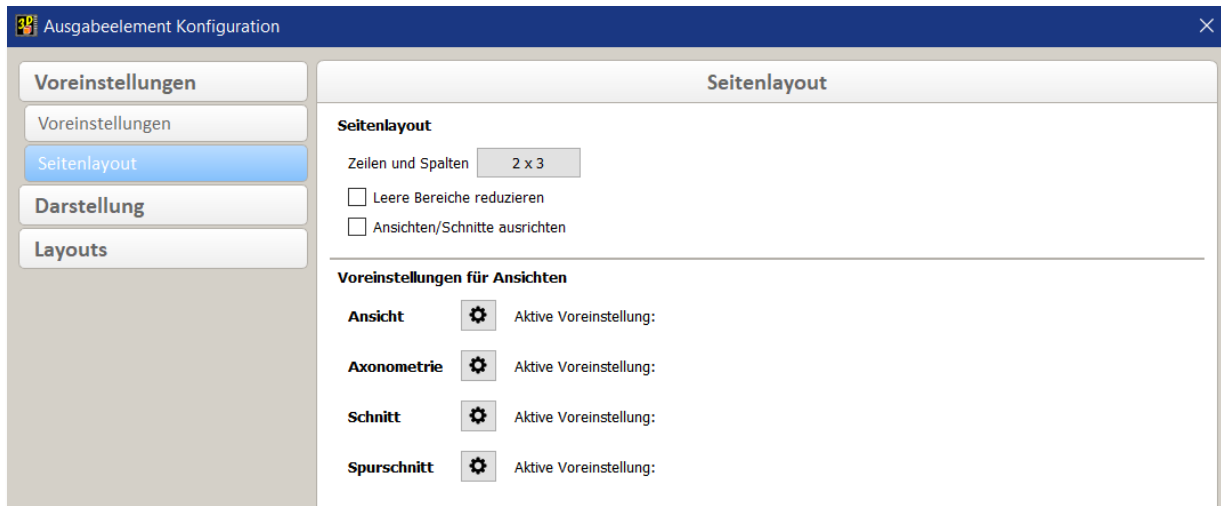 Ausgabeelement Konfiguration
Voreinstellungen
Voreinstellungen
Seitenlayout
Darstellung
Layouts
Seitenlayout
Seitenlayout
Zeilen und Spalten 2 x 3
Leere Bereiche reduzieren
Ansichten/Schnitte ausrichten
Voreinstellungen für Ansichten
Ansicht Aktive Voreinstellung:
Axonometrie Aktive Voreinstellung:
Schnitt Aktive Voreinstellung:
Spurschnitt Aktive Voreinstellung: